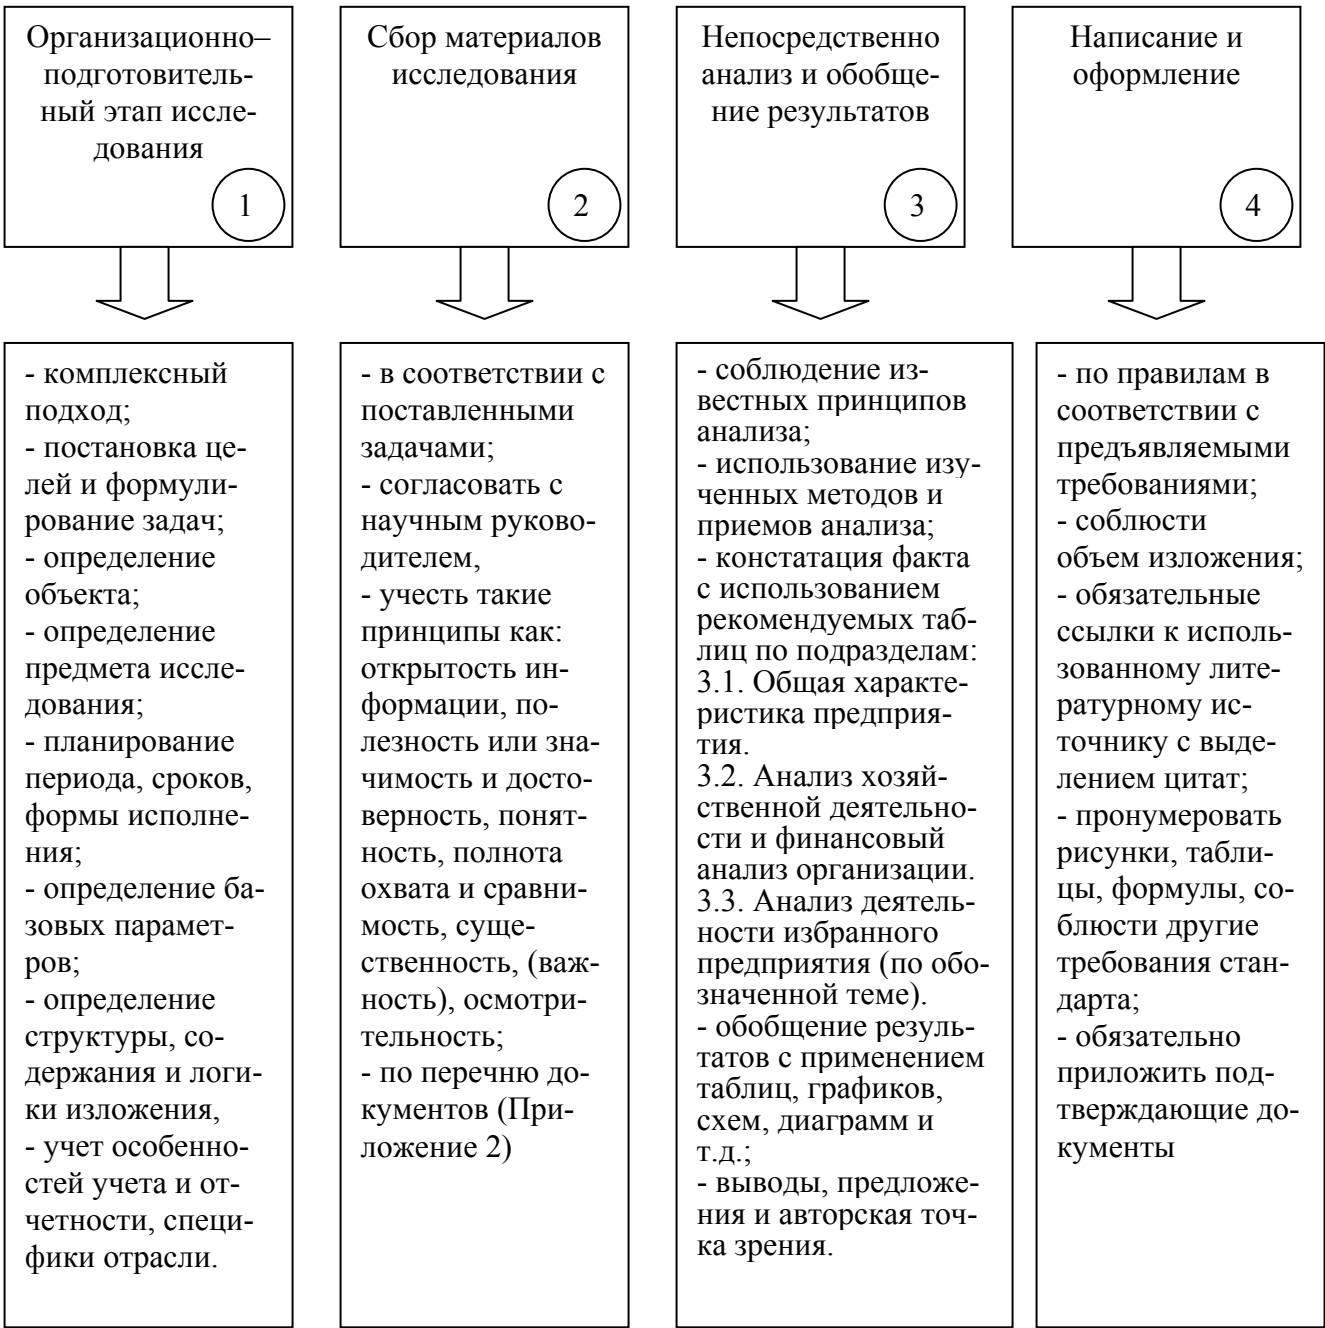 Организационно–
подготовитель-
ный этап иссле-
дования
1
Сбор материалов
исследования
2
Непосредственно
анализ и обобще-
ние результатов
3
Написание и
оформление
4
- комплексный
подход;
- постановка це-
лей и формули-
рование задач;
- определение
объекта;
- определение
предмета иссле-
дования;
- планирование
периода, сроков,
формы исполне-
ния;
- определение ба-
зовых парамет-
ров;
- определение
структуры, со-
держания и логи-
ки изложения,
- учет особенно-
стей учета и от-
четности, специ-
фики отрасли.
- в соответствии с
поставленными
задачами;
- согласовать с
научным руково-
дителем,
- учесть такие
принципы как:
открытость ин-
формации, по-
лезность или зна-
чимость и досто-
верность, понят-
ность, полнота
охвата и сравни-
мость, суще-
ственность, (важ-
ность), осмотри-
тельность;
- по перечню до-
кументов (При-
ложение 2)
- соблюдение из-
вестных принципов
анализа;
- использование изу-
ченных методов и
приемов анализа;
- констатация факта
с использованием
рекомендуемых таб-
лиц по подразделам:
3.1. Общая характе-
ристика предприя-
тия.
3.2. Анализ хозяй-
ственной деятельно-
сти и финансовый
анализ организации.
3.3. Анализ деятель-
ности избранного
предприятия (по обо-
значенной теме).
- обобщение резуль-
татов с применением
таблиц, графиков,
схем, диаграмм и
т.д.;
- выводы, предложе-
ния и авторская точ-
ка зрения.
- по правилам в
соответствии с
предъявляемыми
требованиями;
- соблюсти
объем изложения;
- обязательные
ссылки к исполь-
зованному лите-
ратурному ис-
точнику с выде-
лением цитат;
- пронумеровать
рисунки, табли-
цы, формулы, со-
блюсти другие
требования стан-
дарта;
- обязательно
приложить под-
тверждающие до-
кументы